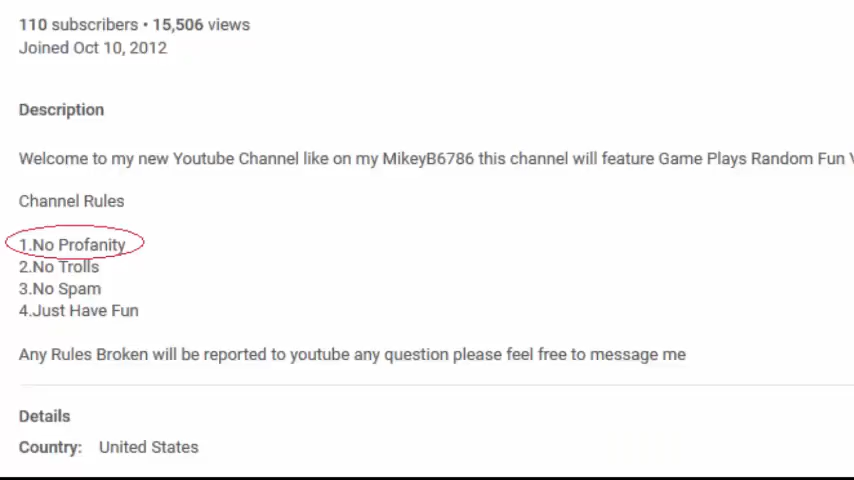 110 subscribers • 15,506 views
Joined Oct 10, 2012
Description
Welcome to my new Youtube Channel like on my MikeyB6786 this channel will feature Game Plays Random Fun
Channel Rules
1.No Profanity
2.No Trolls
3.No Spam
4.Just Have Fun
Any Rules Broken will be reported to youtube any question please feel free to message me
Details
Country: United States